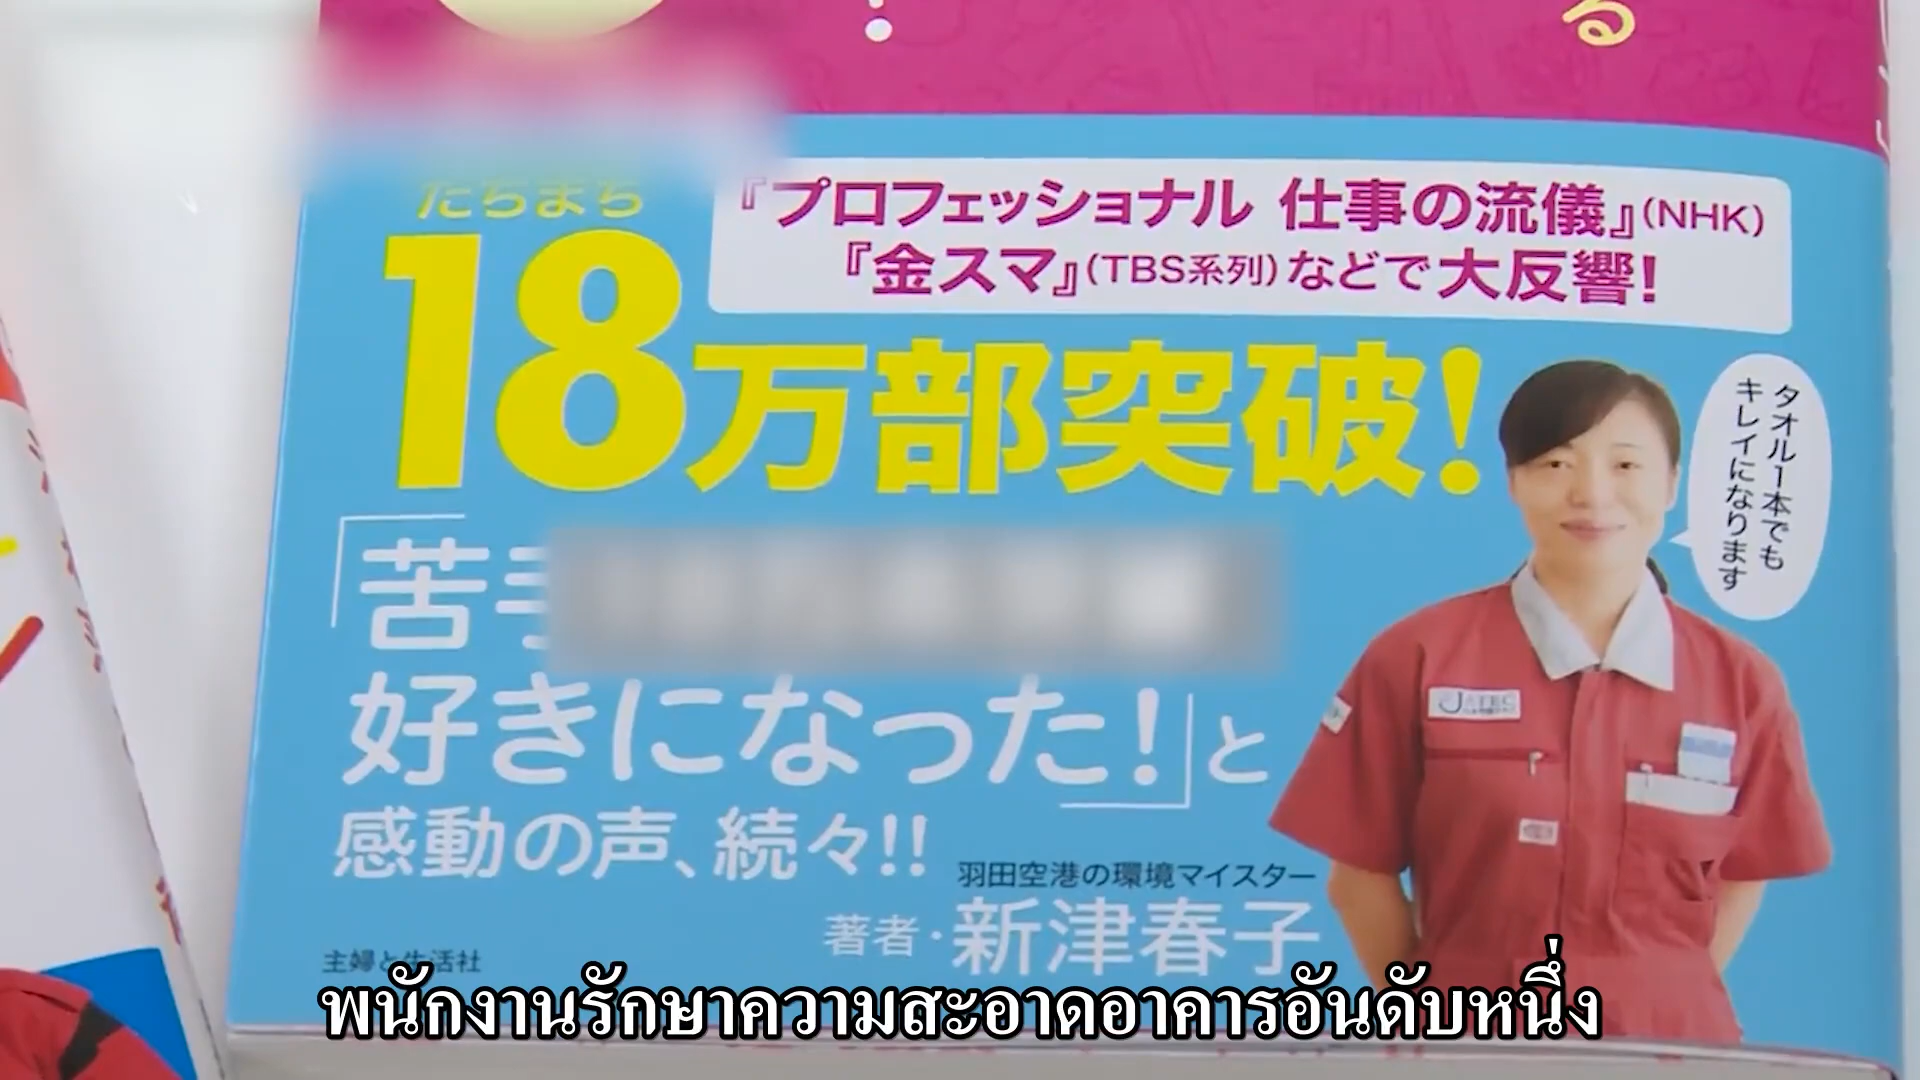 る
たちまち
『プロフェッショナル 仕事の流儀』(NHK)
『金スマ』(TBS系列)などで大反響!
18万部突破!
タオル1本でも
キレイになります
「苦手
好きになった!」と
感動の声、続々!!
羽田空港の環境マイスター
著者・新津春子
主婦と生活社
พนักงานรักษาความสะอาดอาคารอันดับหนึ่ง